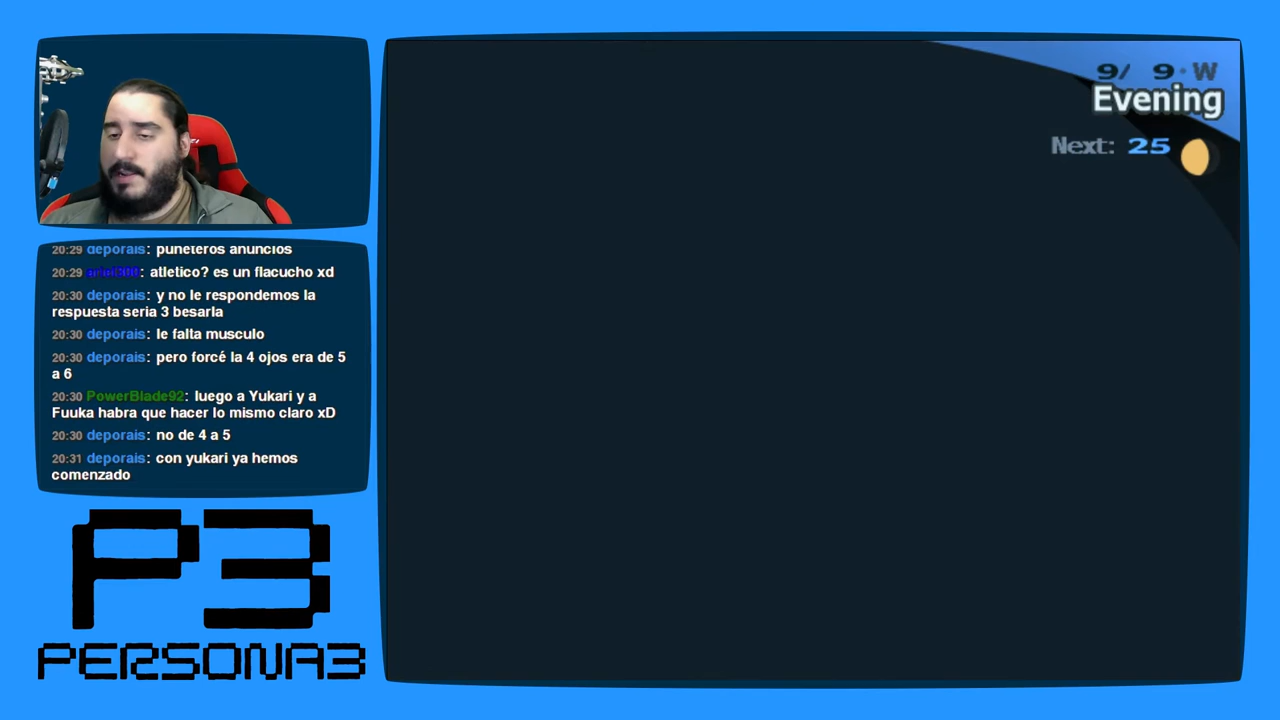 9/ 9·W
Evening
Next: 25
20:29 deporais: puñeteros anuncios
20:29 : atletico? es un flacucho xd
20:30 deporais: y no le respondemos la
respuesta seria 3 besarla
20:30 deporais: le falta musculo
20:30 deporais: pero forcé la 4 ojos era de 5
a 6
20:30 PowerBlade92: luego a Yukari y a
Fuuka habra que hacer lo mismo claro xD
20:30 deporais: no de 4 a 5
20:31 deporais: con yukari ya hemos
comenzado
P3
PERSONA3